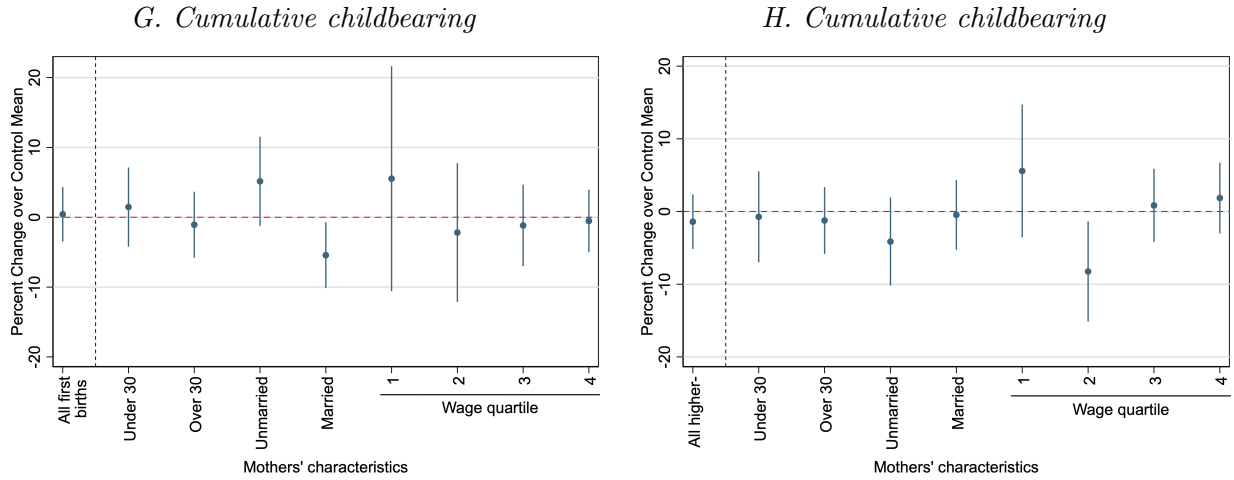 G. Cumulative childbearing
Percent Change over Control Mean
20
10
0
-10
-20
All first
births
Under 30
Over 30
Unmarried
Married
1
2
3
4
Wage quartile
Mothers' characteristics
H. Cumulative childbearing
Percent Change over Control Mean
20
10
0
-10
-20
All higher-
Under 30
Over 30
Unmarried
Married
1
2
3
4
Wage quartile
Mothers' characteristics